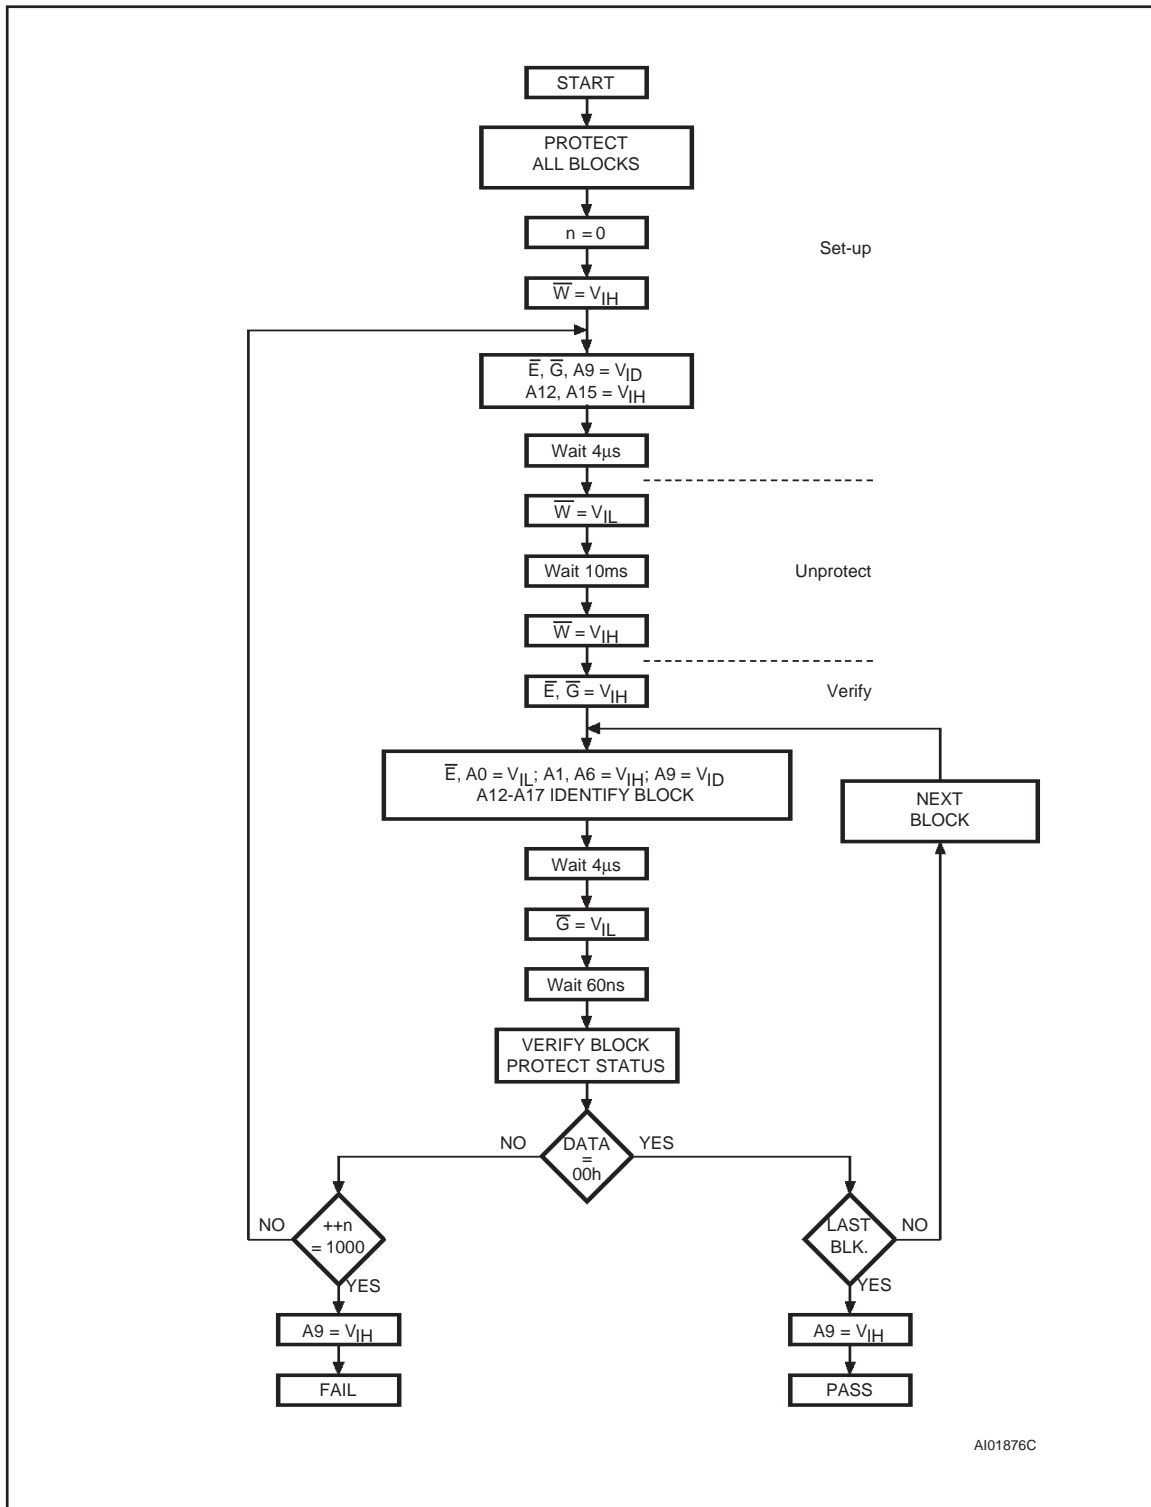 START
PROTECT
ALL BLOCKS
n = 0
Set-up
W̅ = VIH
E̅, G̅, A9 = VID
A12, A15 = VIH
Wait 4µs
W̅ = VIL
Wait 10ms
Unprotect
W̅ = VIH
E̅, G̅ = VIH
Verify
E̅, A0 = VIL; A1, A6 = VIH; A9 = VID
A12-A17 IDENTIFY BLOCK
NEXT
BLOCK
Wait 4µs
G̅ = VIL
Wait 60ns
VERIFY BLOCK
PROTECT STATUS
NO
DATA
=
00h
YES
NO
++n
= 1000
YES
LAST
BLK.
NO
YES
A9 = VIH
A9 = VIH
FAIL
PASS
AI01876C